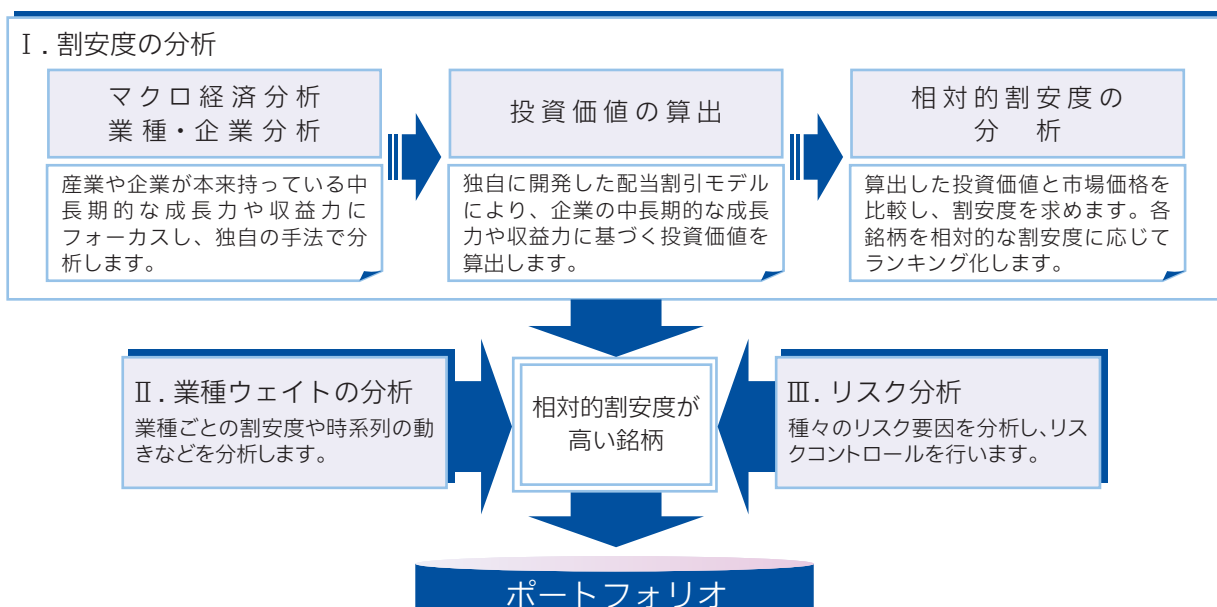 Ⅰ. 割安度の分析
マクロ経済分析
業種・企業分析
産業や企業が本来持っている中
長期的な成長力や収益力に
フォーカスし、独自の手法で分
析します。
投資価値の算出
独自に開発した配当割引モデル
により、企業の中長期的な成長
力や収益力に基づく投資価値を
算出します。
相対的割安度の
分　析
算出した投資価値と市場価格を
比較し、割安度を求めます。各
銘柄を相対的な割安度に応じて
ランキング化します。
Ⅱ. 業種ウェイトの分析
業種ごとの割安度や時系列の動
きなどを分析します。
相対的割安度が
高い銘柄
Ⅲ. リスク分析
種々のリスク要因を分析し、リス
クコントロールを行います。
ポートフォリオ